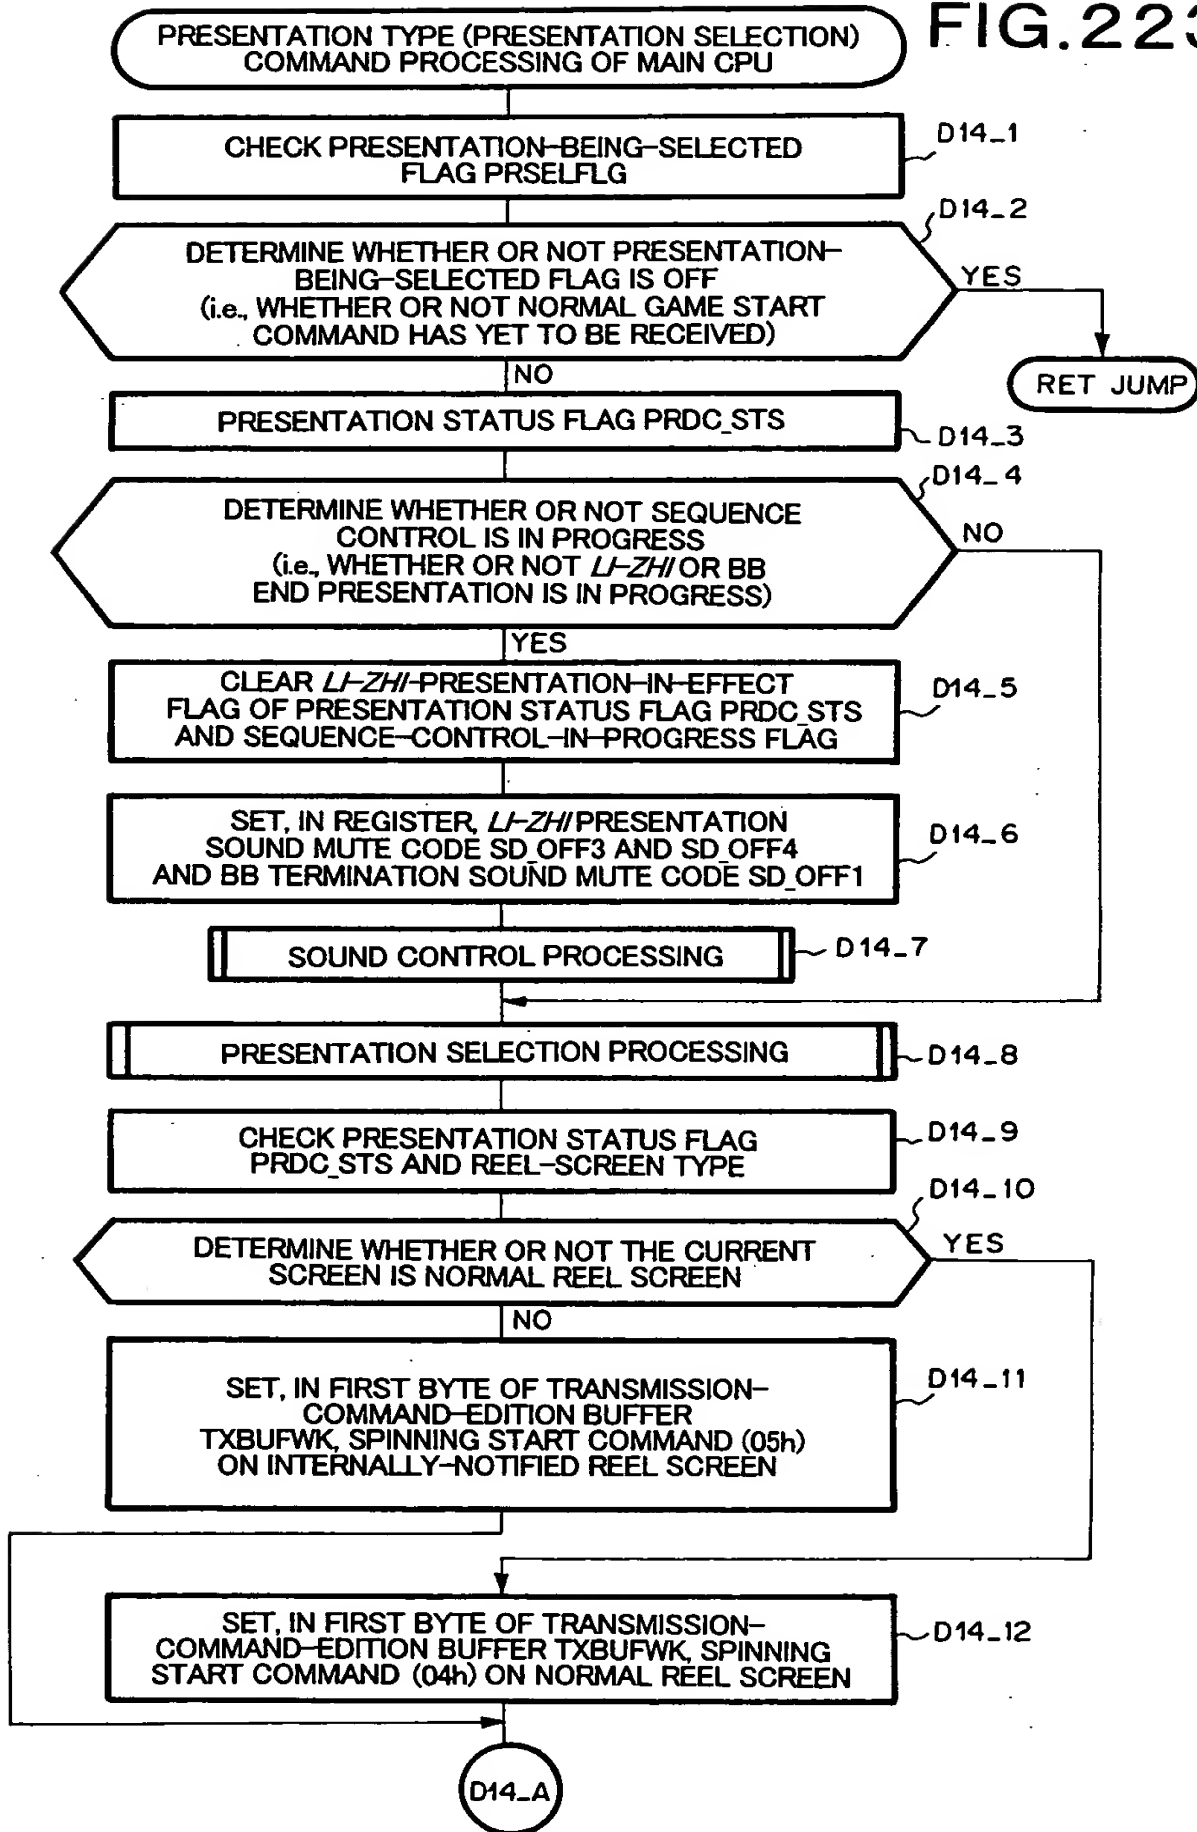 FIG.223
PRESENTATION TYPE (PRESENTATION SELECTION)
COMMAND PROCESSING OF MAIN CPU
CHECK PRESENTATION-BEING-SELECTED
FLAG PRSELFLG
D14_1
DETERMINE WHETHER OR NOT PRESENTATION-
BEING-SELECTED FLAG IS OFF
(i.e., WHETHER OR NOT NORMAL GAME START
COMMAND HAS YET TO BE RECEIVED)
D14_2
YES
RET JUMP
NO
PRESENTATION STATUS FLAG PRDC_STS
D14_3
DETERMINE WHETHER OR NOT SEQUENCE
CONTROL IS IN PROGRESS
(i.e., WHETHER OR NOT LI-ZHI OR BB
END PRESENTATION IS IN PROGRESS)
D14_4
NO
YES
CLEAR LI-ZHI-PRESENTATION-IN-EFFECT
FLAG OF PRESENTATION STATUS FLAG PRDC_STS
AND SEQUENCE-CONTROL-IN-PROGRESS FLAG
D14_5
SET, IN REGISTER, LI-ZHI PRESENTATION
SOUND MUTE CODE SD_OFF3 AND SD_OFF4
AND BB TERMINATION SOUND MUTE CODE SD_OFF1
D14_6
SOUND CONTROL PROCESSING
D14_7
PRESENTATION SELECTION PROCESSING
D14_8
CHECK PRESENTATION STATUS FLAG
PRDC_STS AND REEL-SCREEN TYPE
D14_9
DETERMINE WHETHER OR NOT THE CURRENT
SCREEN IS NORMAL REEL SCREEN
D14_10
YES
NO
SET, IN FIRST BYTE OF TRANSMISSION-
COMMAND-EDITION BUFFER
TXBUFWK, SPINNING START COMMAND (05h)
ON INTERNALLY-NOTIFIED REEL SCREEN
D14_11
SET, IN FIRST BYTE OF TRANSMISSION-
COMMAND-EDITION BUFFER TXBUFWK, SPINNING
START COMMAND (04h) ON NORMAL REEL SCREEN
D14_12
D14_A